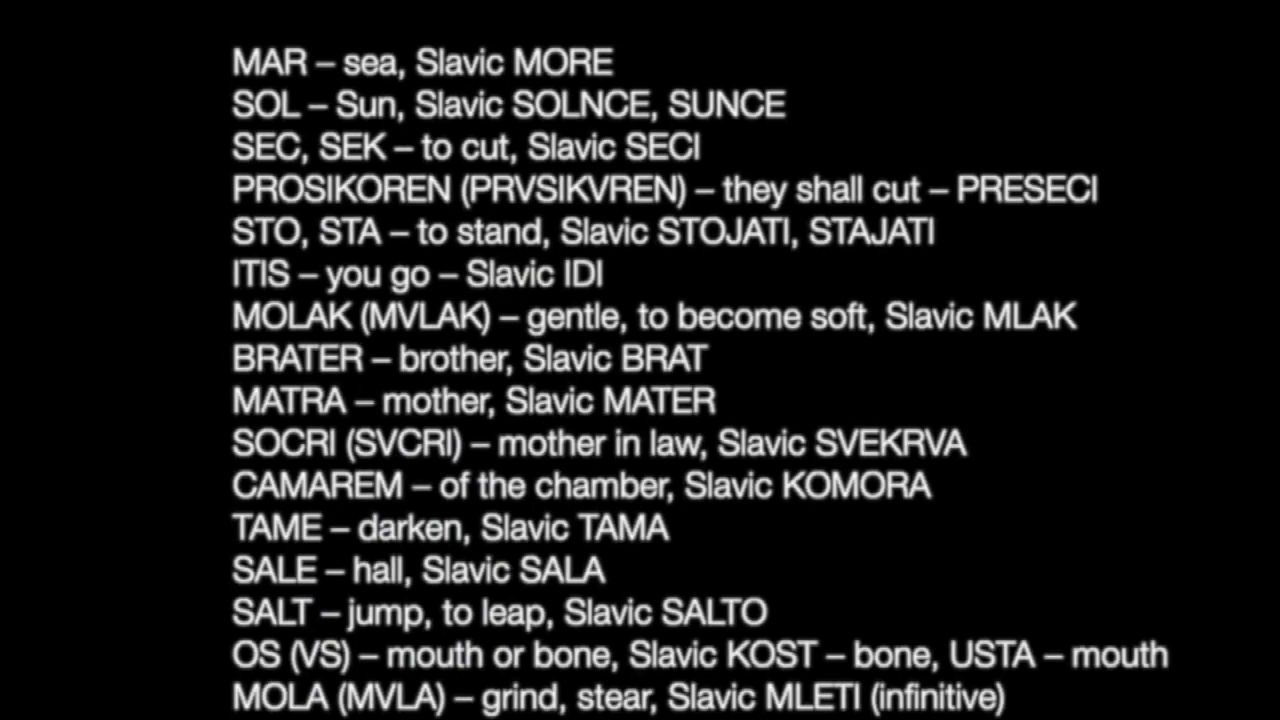 MAR – sea, Slavic MORE
SOL – Sun, Slavic SOLNCE, SUNCE
SEC, SEK – to cut, Slavic SECI
PROSIKOREN (PRVSIKVREN) – they shall cut – PRESECI
STO, STA – to stand, Slavic STOJATI, STAJATI
ITIS – you go – Slavic IDI
MOLAK (MVLAK) – gentle, to become soft, Slavic MLAK
BRATER – brother, Slavic BRAT
MATRA – mother, Slavic MATER
SOCRI (SVCRI) – mother in law, Slavic SVEKRVA
CAMAREM – of the chamber, Slavic KOMORA
TAME – darken, Slavic TAMA
SALE – hall, Slavic SALA
SALT – jump, to leap, Slavic SALTO
OS (VS) – mouth or bone, Slavic KOST – bone, USTA – mouth
MOLA (MVLA) – grind, stear, Slavic MLETI (infinitive)